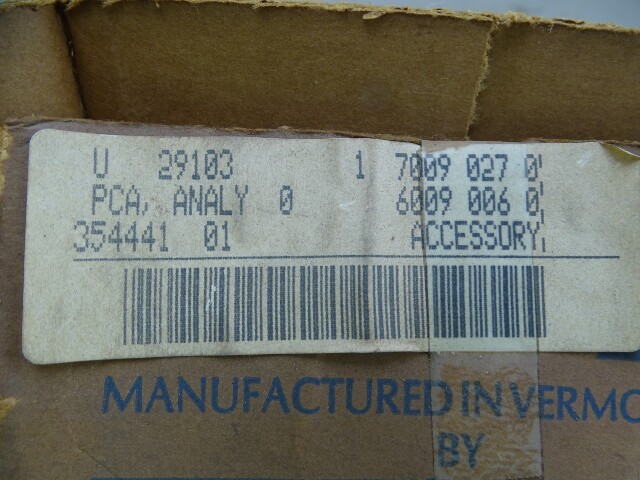 U 29103 1 7009 027 0
PCA, ANALY 0 6009 006 0
354441 01 ACCESSORY
MANUFACTURED IN VERMO
BY